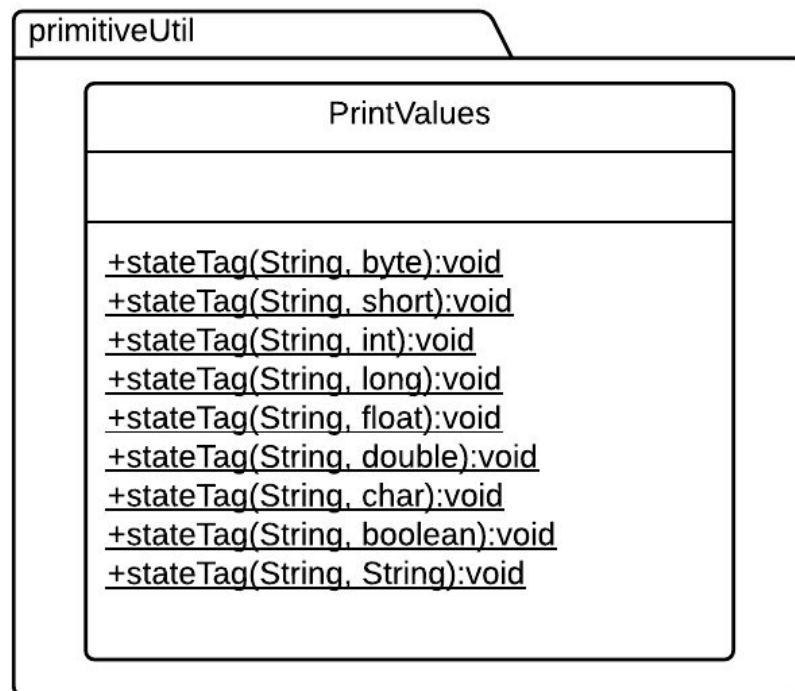 primitiveUtil
PrintValues
+stateTag(String, byte):void
+stateTag(String, short):void
+stateTag(String, int):void
+stateTag(String, long):void
+stateTag(String, float):void
+stateTag(String, double):void
+stateTag(String, char):void
+stateTag(String, boolean):void
+stateTag(String, String):void